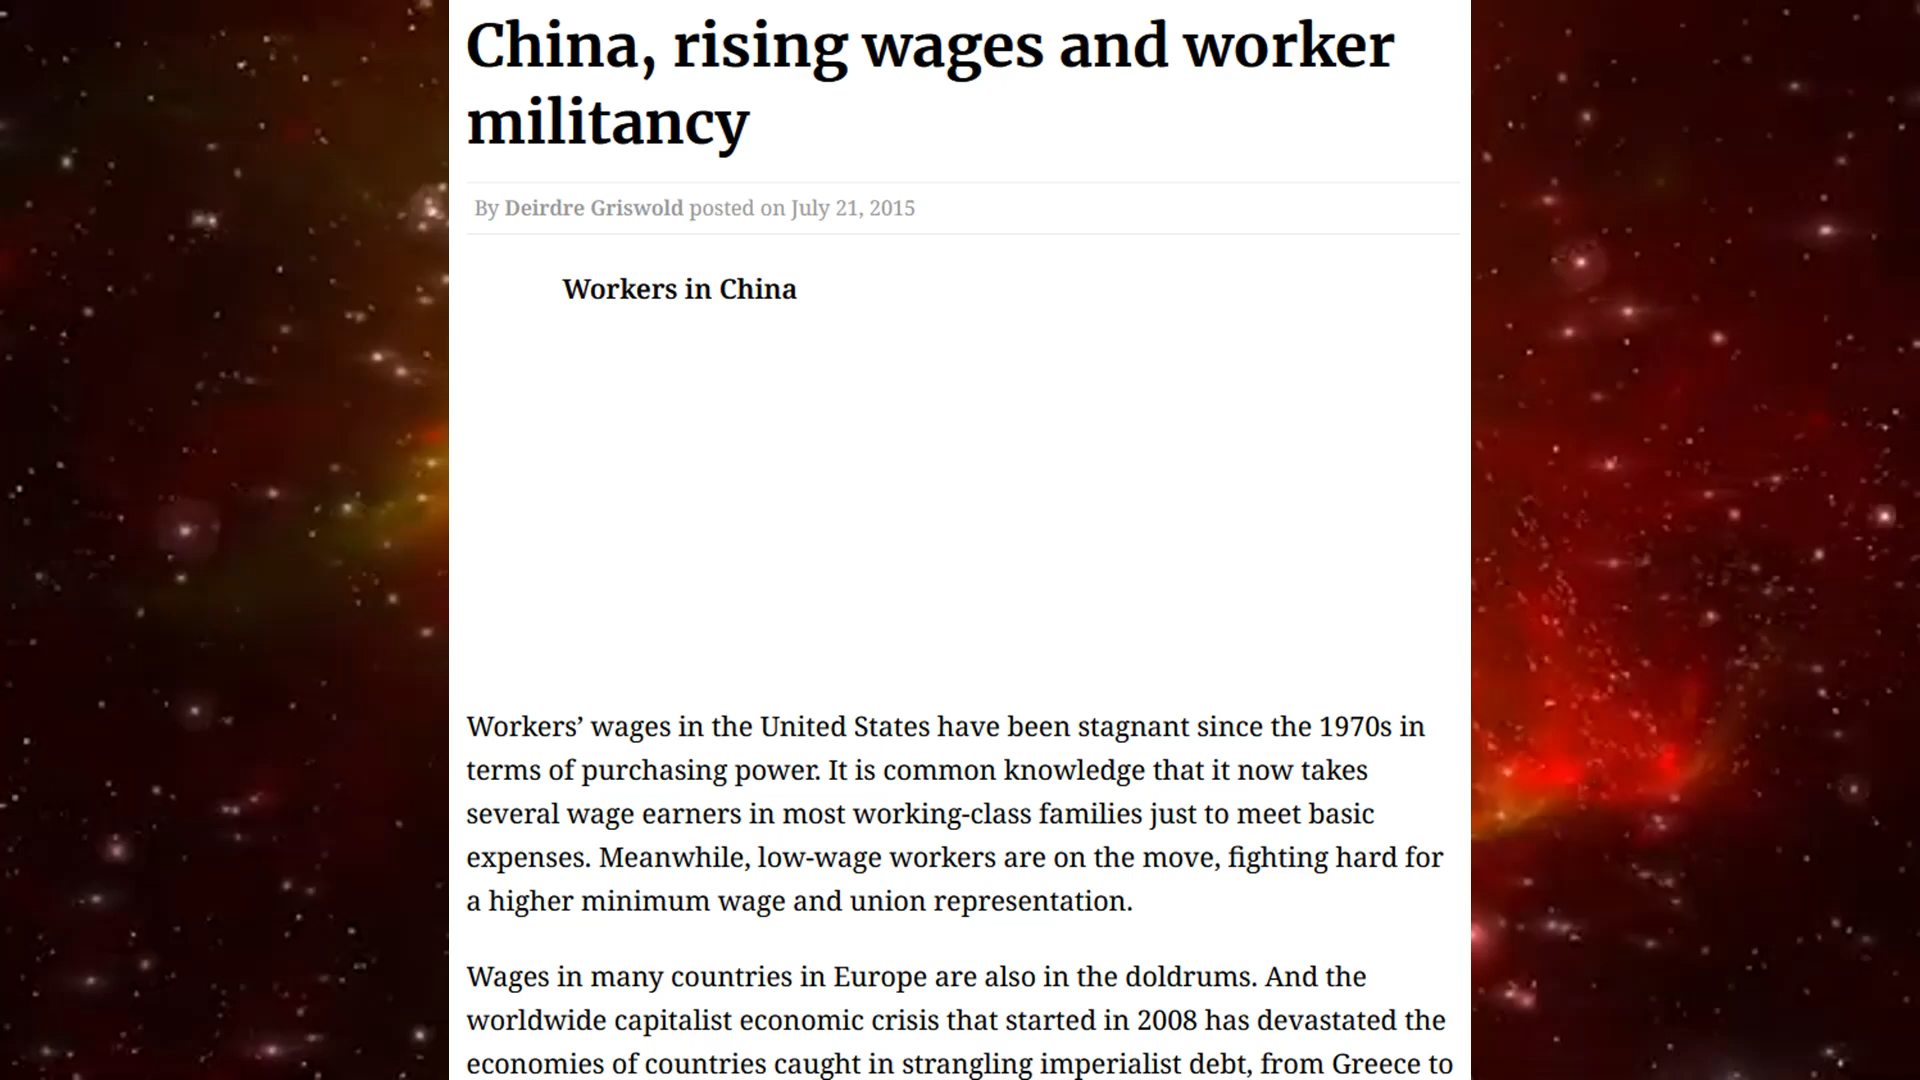 China, rising wages and worker
militancy
By Deirdre Griswold posted on July 21, 2015
Workers in China
Workers’ wages in the United States have been stagnant since the 1970s in
terms of purchasing power. It is common knowledge that it now takes
several wage earners in most working-class families just to meet basic
expenses. Meanwhile, low-wage workers are on the move, fighting hard for
a higher minimum wage and union representation.
Wages in many countries in Europe are also in the doldrums. And the
worldwide capitalist economic crisis that started in 2008 has devastated the
economies of countries caught in strangling imperialist debt, from Greece to